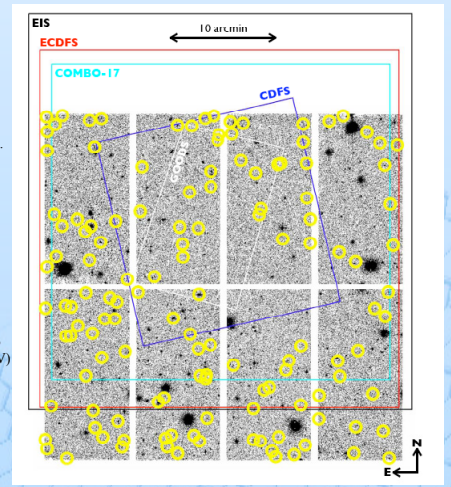 EIS
10 arcmin
ECDFS
COMBO-17
CDFS
GOODS
V)
N
E